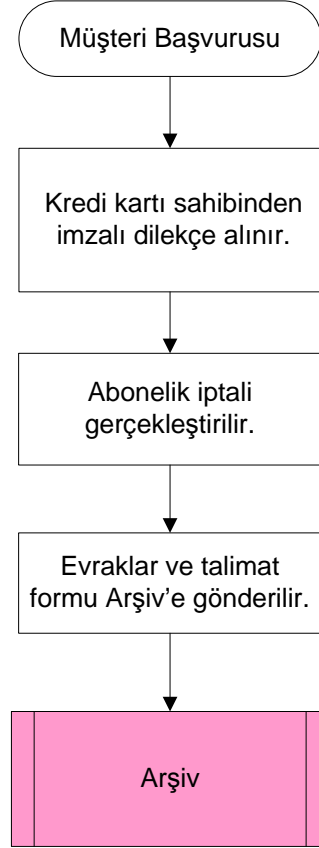 Müşteri Başvurusu
Kredi kartı sahibinden
imzalı dilekçe alınır.
Abonelik iptali
gerçekleştirilir.
Evraklar ve talimat
formu Arşiv’e gönderilir.
Arşiv